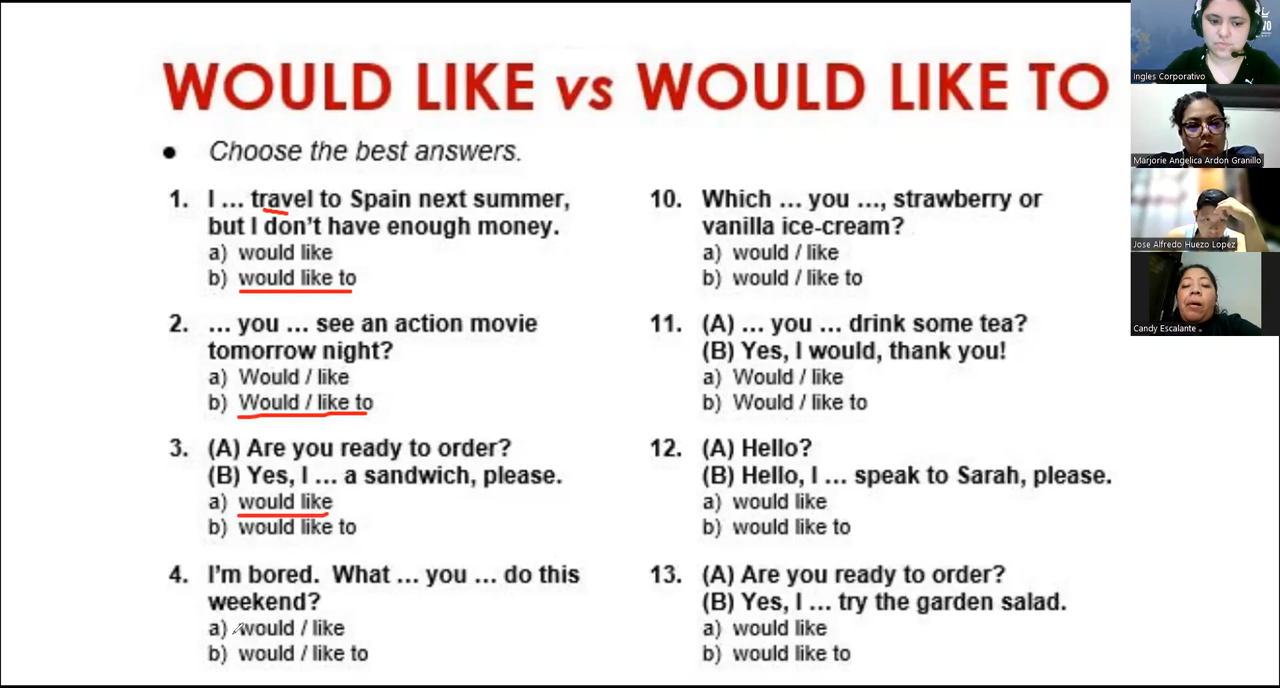 WOULD LIKE vs WOULD LIKE TO
● Choose the best answers.
1. I ... travel to Spain next summer,
but I don't have enough money.
a) would like
b) would like to
2. ... you ... see an action movie
tomorrow night?
a) Would / like
b) Would / like to
3. (A) Are you ready to order?
(B) Yes, I ... a sandwich, please.
a) would like
b) would like to
4. I'm bored. What ... you ... do this
weekend?
a) would / like
b) would / like to
10. Which ... you ..., strawberry or
vanilla ice-cream?
a) would / like
b) would / like to
11. (A) ... you ... drink some tea?
(B) Yes, I would, thank you!
a) Would / like
b) Would / like to
12. (A) Hello?
(B) Hello, I ... speak to Sarah, please.
a) would like
b) would like to
13. (A) Are you ready to order?
(B) Yes, I ... try the garden salad.
a) would like
b) would like to
Ingles Corporativo
Marjorie Angelica Ardon Granillo
Jose Alfredo Huezo Lopez
Candy Escalante